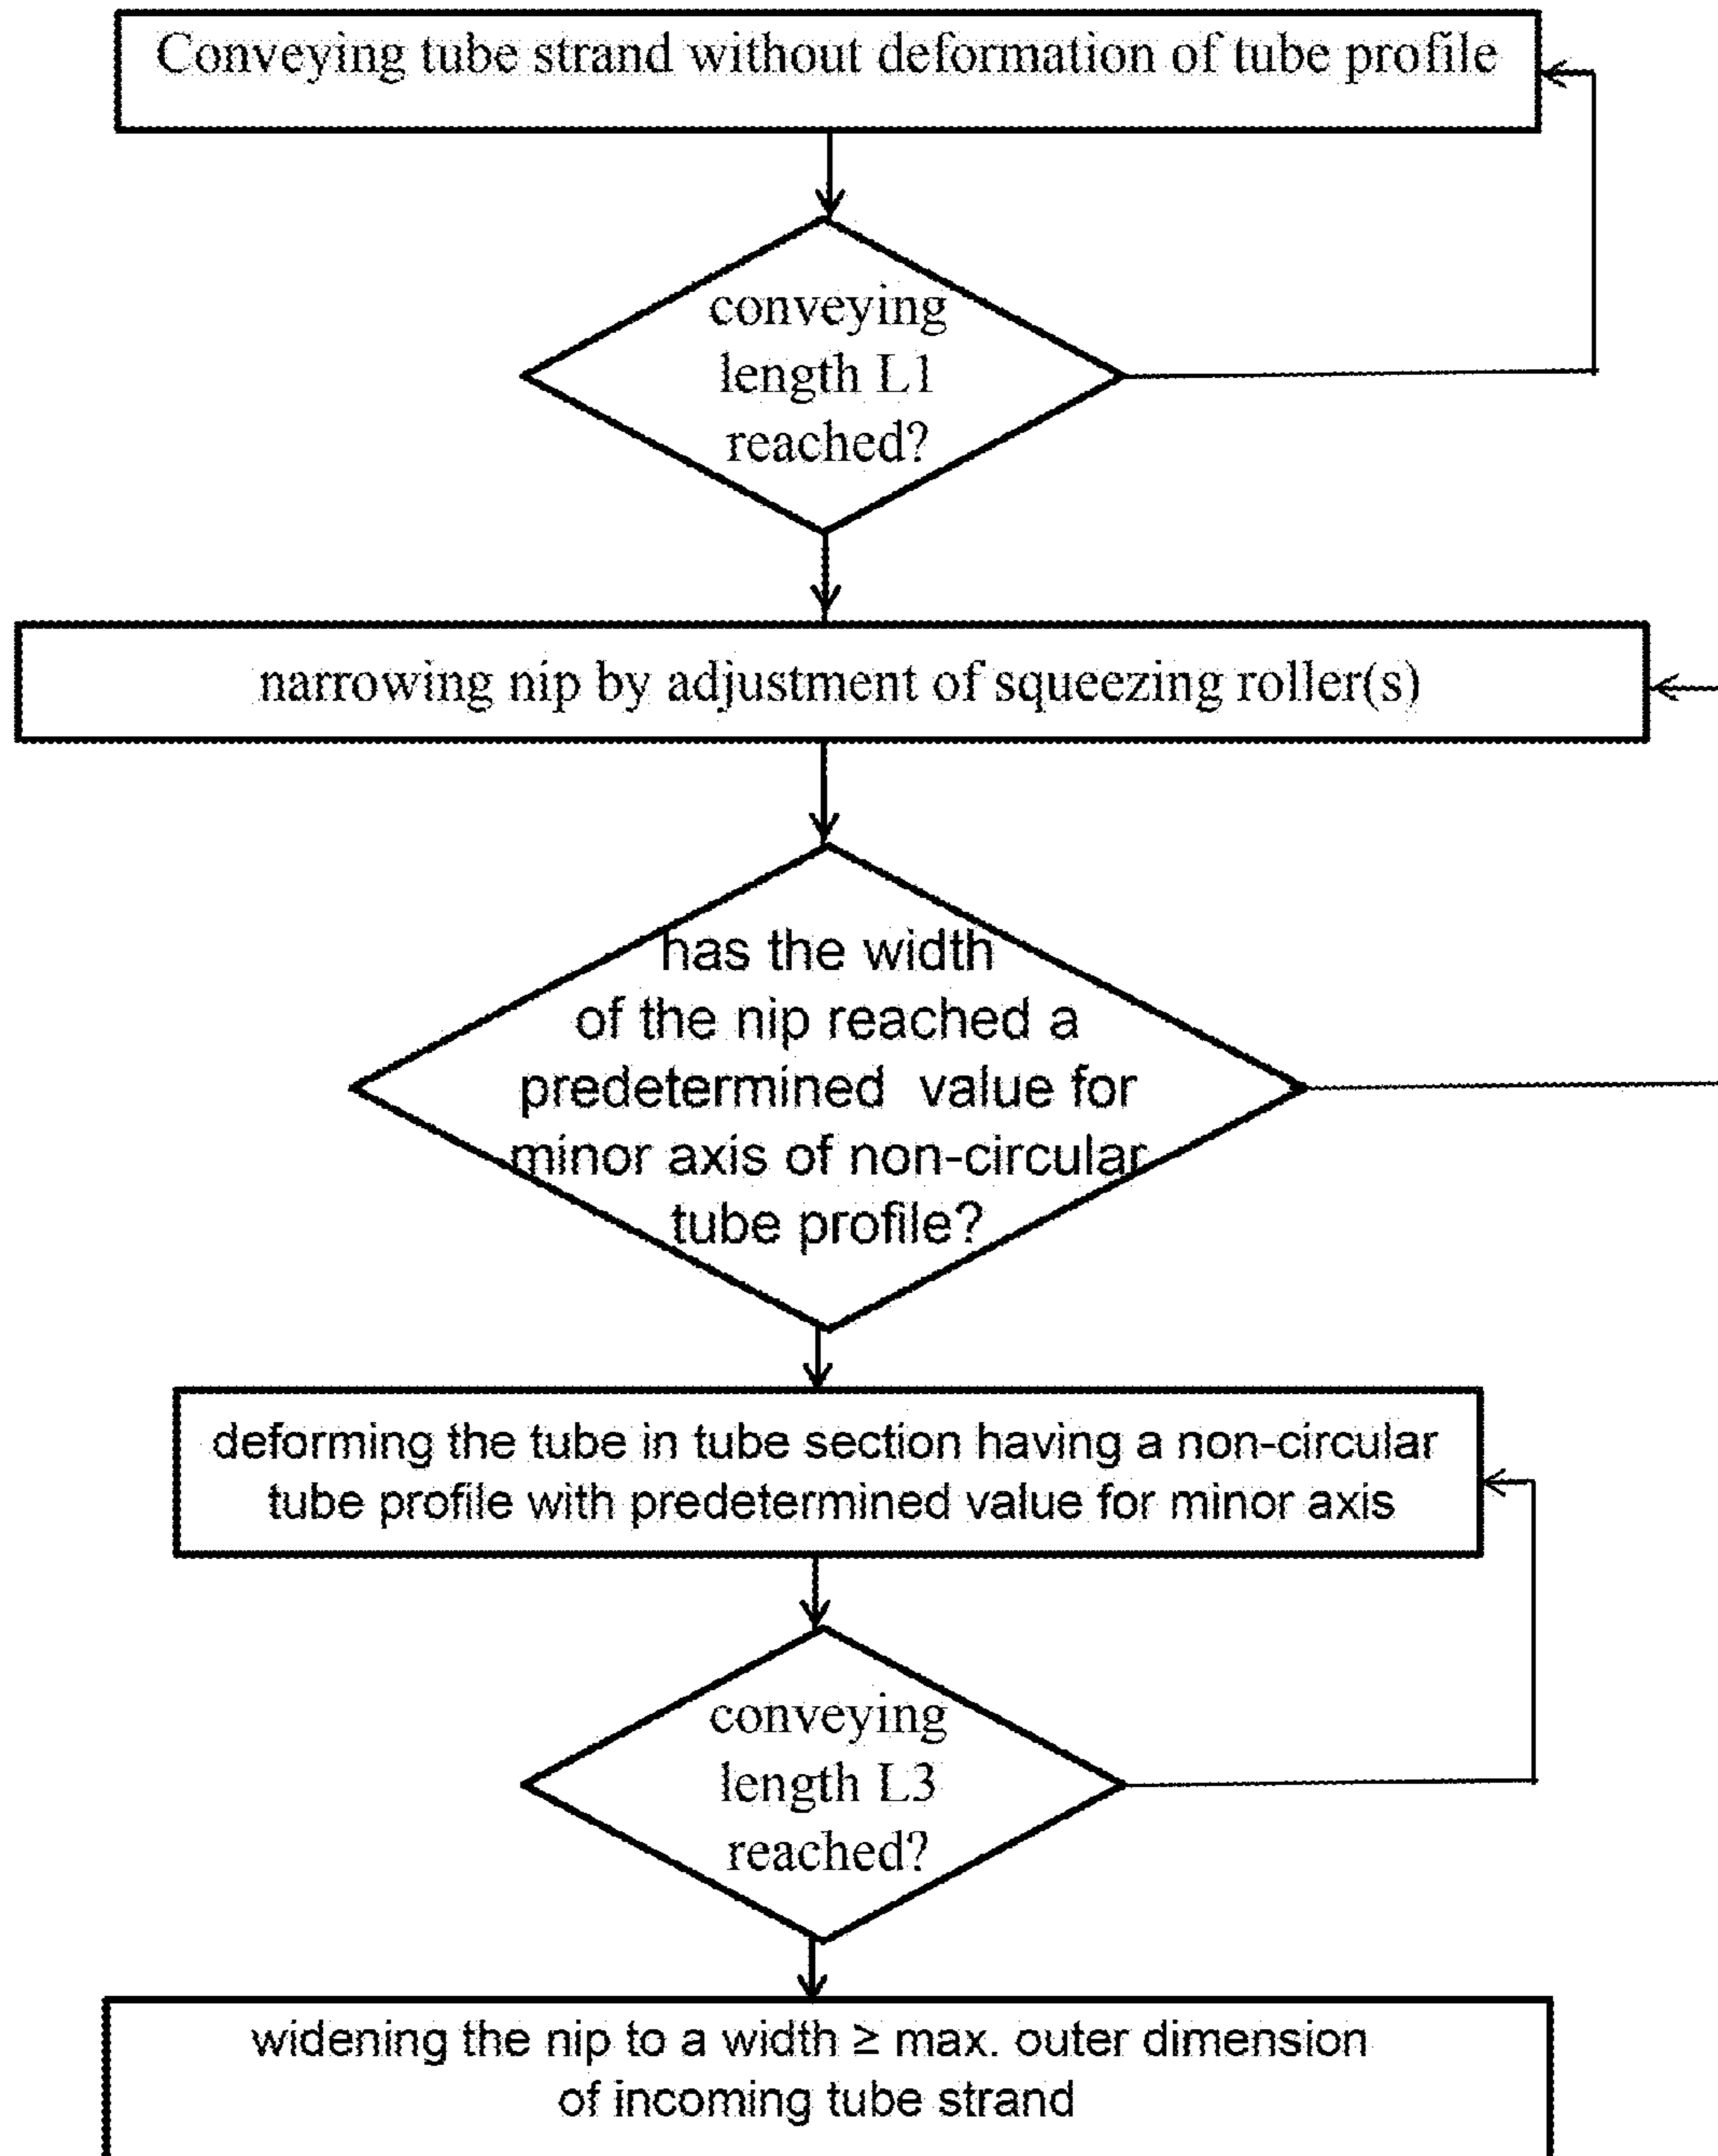 Conveying tube strand without deformation of tube profile
conveying
length L1
reached?
narrowing nip by adjustment of squeezing roller(s)
has the width
of the nip reached a
predetermined value for
minor axis of non-circular
tube profile?
deforming the tube in tube section having a non-circular
tube profile with predetermined value for minor axis
conveying
length L3
reached?
widening the nip to a width ≥ max. outer dimension
of incoming tube strand